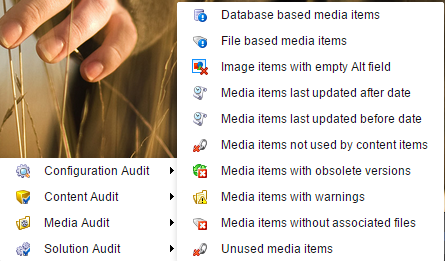 Database based media items
File based media items
Image items with empty Alt field
Media items last updated after date
Media items last updated before date
Media items not used by content items
Media items with obsolete versions
Media items with warnings
Media items without associated files
Unused media items
Configuration Audit
Content Audit
Media Audit
Solution Audit